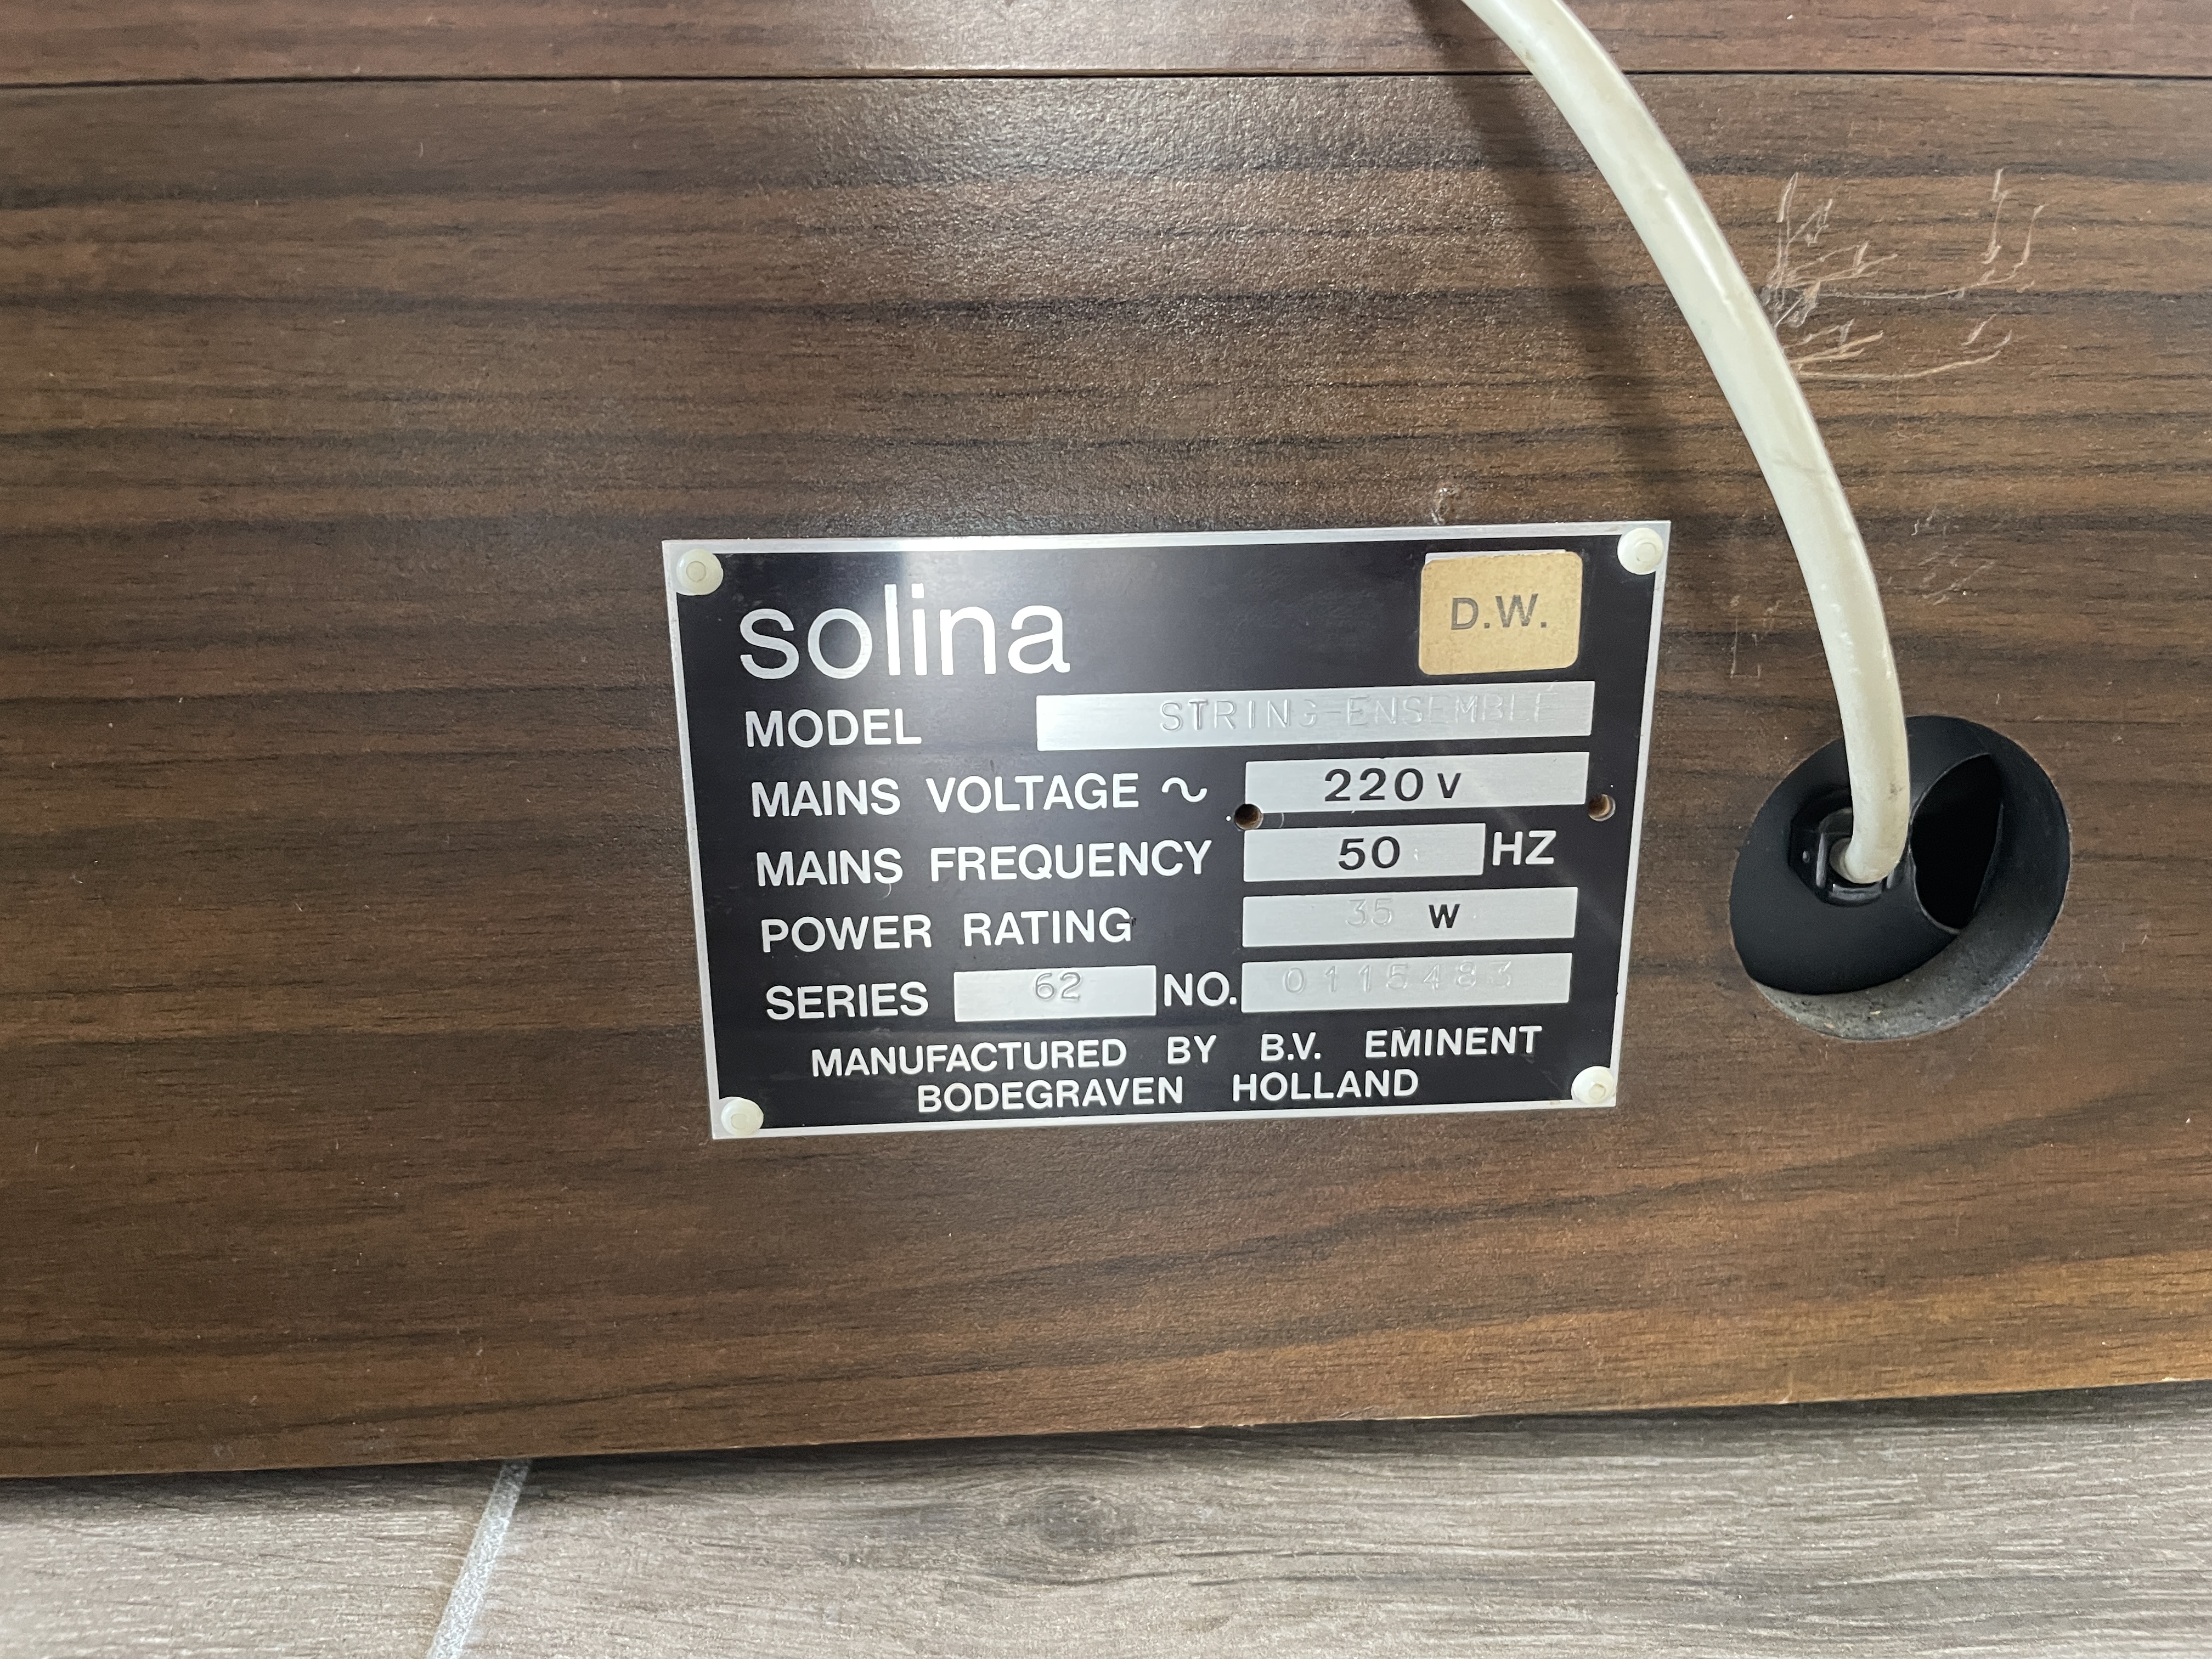 solina
D.W.
MODEL STRING-ENSEMBLE
MAINS VOLTAGE ~ 220 V
MAINS FREQUENCY 50 HZ
POWER RATING 35 W
SERIES 62 NO. 0115483
MANUFACTURED BY B.V. EMINENT
BODEGRAVEN HOLLAND